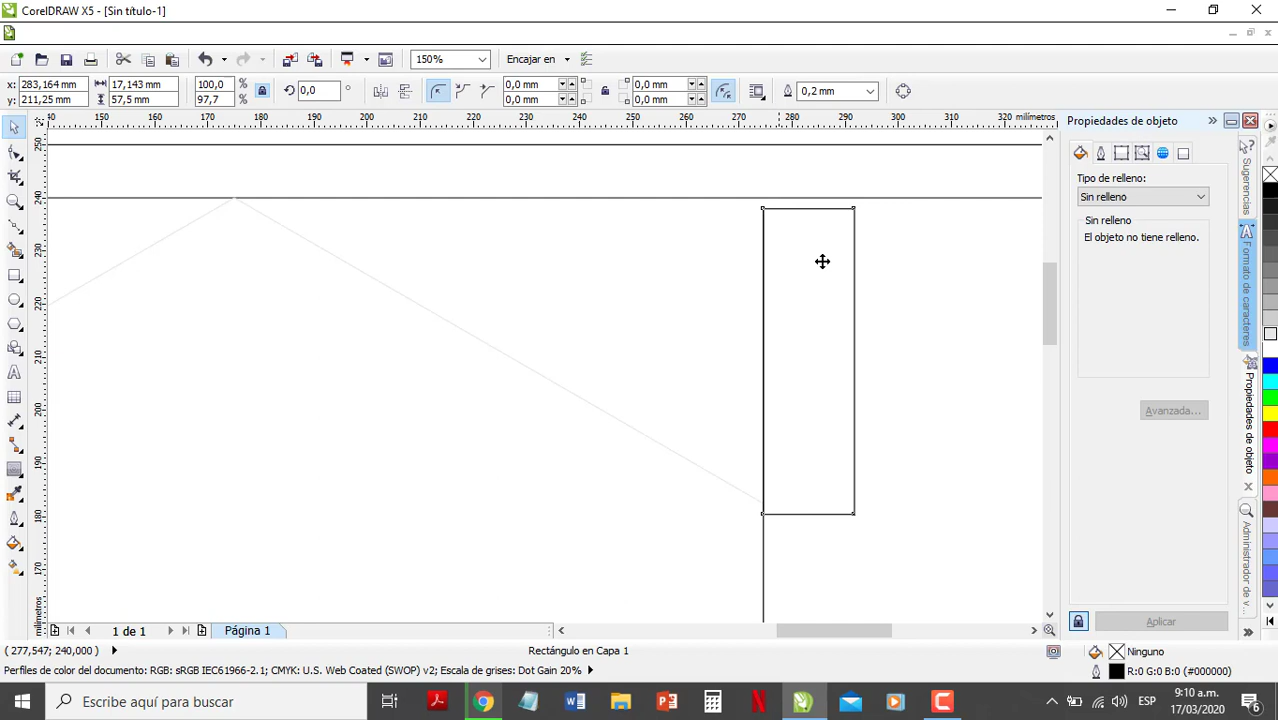 CorelDRAW X5 - [Sin título-1]
150%
Encajar en
x: 283,164 mm
y: 211,25 mm
17,143 mm
57,5 mm
100,0 %
97,7 %
0,0 °
0,0 mm
0,0 mm
0,0 mm
0,0 mm
0,2 mm
140 150 160 170 180 190 200 210 220 230 240 250 260 270 280 290 300 310 320 milímetros
250
240
230
220
210
200
190
180
170
milímetros
Propiedades de objeto
Tipo de relleno:
Sin relleno
Sin relleno
El objeto no tiene relleno.
Avanzada...
Aplicar
Sugerencias
Formato de caracteres
Propiedades de objeto
Administrador de v...
1 de 1
Página 1
( 277,547; 240,000 )
Rectángulo en Capa 1
Ninguno
Perfiles de color del documento: RGB: sRGB IEC61966-2.1; CMYK: U.S. Web Coated (SWOP) v2; Escala de grises: Dot Gain 20%
R:0 G:0 B:0 (#000000)
Escribe aquí para buscar
ESP
9:10 a.m.
17/03/2020
6